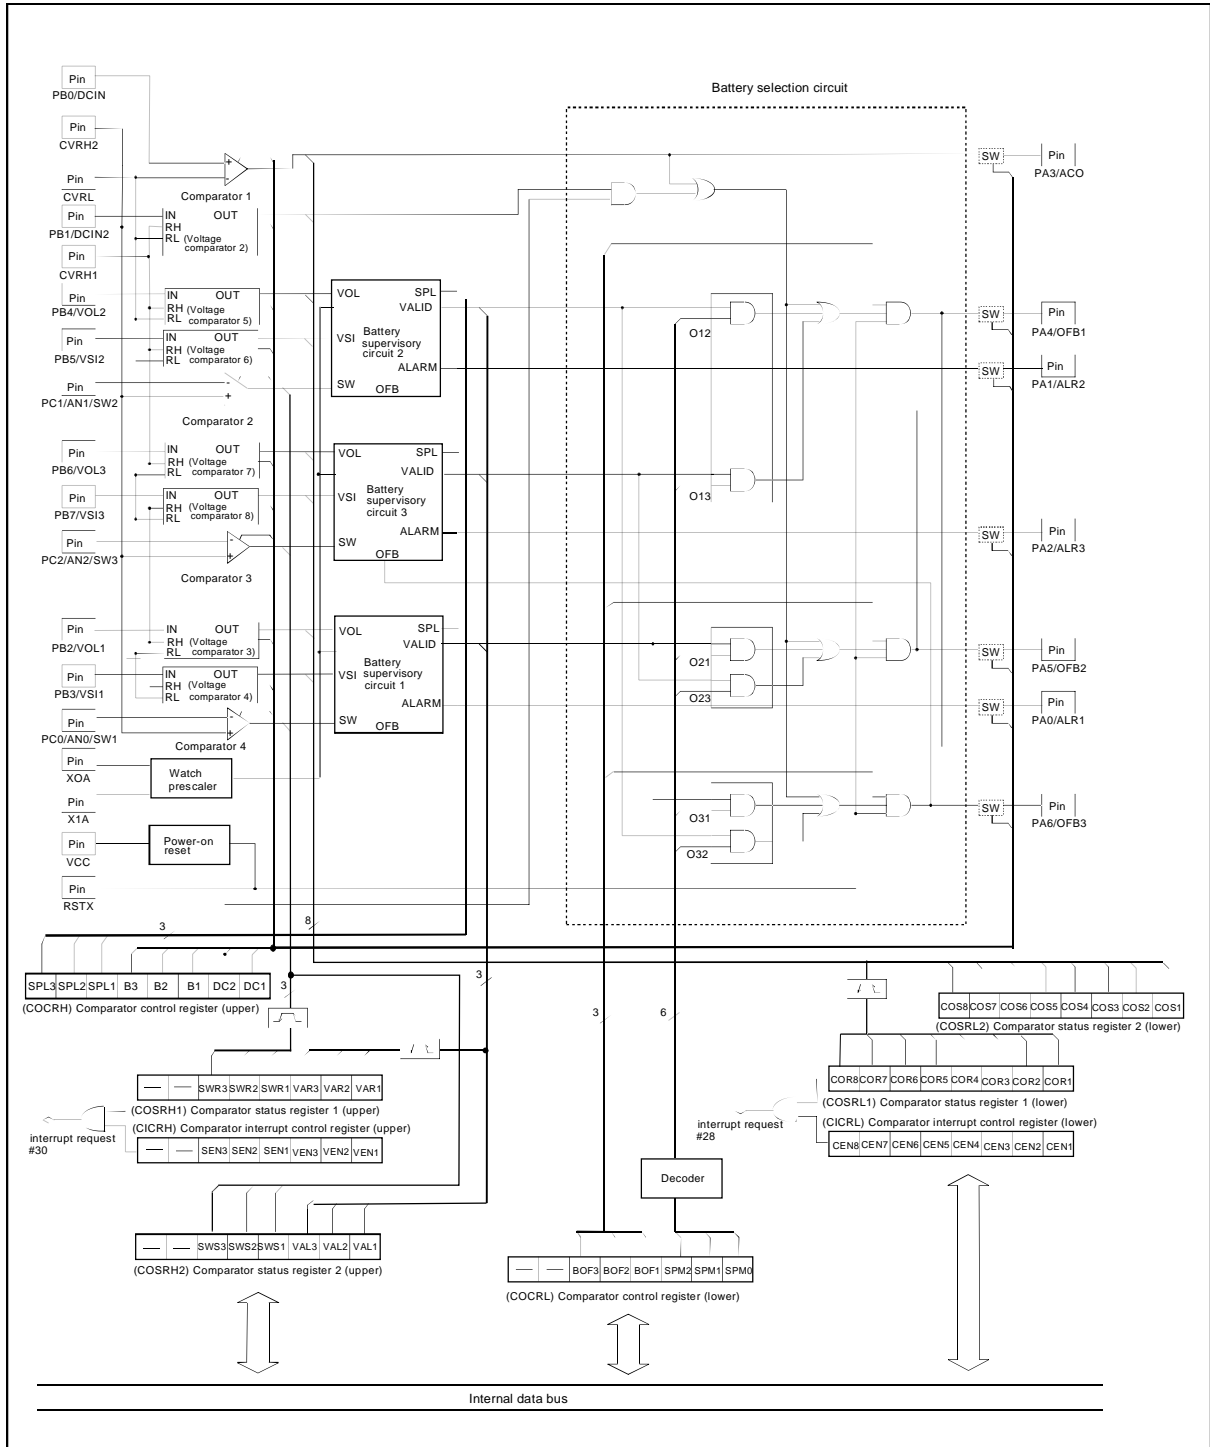 Battery selection circuit
Pin
PB0/DCIN
Pin
CVRH2
Pin
CVRL
Pin
PB1/DCIN2
Pin
CVRH1
Pin
PB4/VOL2
Pin
PB5/VSI2
Pin
PC1/AN1/SW2
Pin
PB6/VOL3
Pin
PB7/VSI3
Pin
PC2/AN2/SW3
Pin
PB2/VOL1
Pin
PB3/VSI1
Pin
PC0/AN0/SW1
Pin
XOA
Pin
X1A
Pin
VCC
Pin
RSTX
+
-
Comparator 1
IN OUT
RH
RL (Voltage
comparator 2)
IN OUT
RH (Voltage
RL comparator 5)
IN OUT
RH (Voltage
RL comparator 6)
-
+
Comparator 2
IN OUT
RH (Voltage
RL comparator 7)
IN OUT
RH (Voltage
RL comparator 8)
-
+
Comparator 3
IN OUT
RH (Voltage
RL comparator 3)
IN OUT
RH (Voltage
RL comparator 4)
-
+
Comparator 4
Watch
prescaler
Power-on
reset
VOL SPL
VALID
VSI Battery
supervisory
circuit 2
ALARM
SW OFB
VOL SPL
VALID
VSI Battery
supervisory
circuit 3
ALARM
SW OFB
VOL SPL
VALID
VSI Battery
supervisory
circuit 1
ALARM
SW OFB
O12
O13
O21
O23
O31
O32
SW Pin
PA3/ACO
SW Pin
PA4/OFB1
SW Pin
PA1/ALR2
SW Pin
PA2/ALR3
SW Pin
PA5/OFB2
SW Pin
PA0/ALR1
SW Pin
PA6/OFB3
3
8
3
3
3
6
SPL3 SPL2 SPL1 B3 B2 B1 DC2 DC1
(COCRH) Comparator control register (upper)
COS8 COS7 COS6 COS5 COS4 COS3 COS2 COS1
(COSRL2) Comparator status register 2 (lower)
— — SWR3 SWR2 SWR1 VAR3 VAR2 VAR1
(COSRH1) Comparator status register 1 (upper)
(CICRH) Comparator interrupt control register (upper)
interrupt request
#30
— — SEN3 SEN2 SEN1 VEN3 VEN2 VEN1
COR8 COR7 COR6 COR5 COR4 COR3 COR2 COR1
(COSRL1) Comparator status register 1 (lower)
(CICRL) Comparator interrupt control register (lower)
interrupt request
#28
CEN8 CEN7 CEN6 CEN5 CEN4 CEN3 CEN2 CEN1
Decoder
— — SWS3 SWS2 SWS1 VAL3 VAL2 VAL1
(COSRH2) Comparator status register 2 (upper)
— — BOF3 BOF2 BOF1 SPM2 SPM1 SPM0
(COCRL) Comparator control register (lower)
Internal data bus